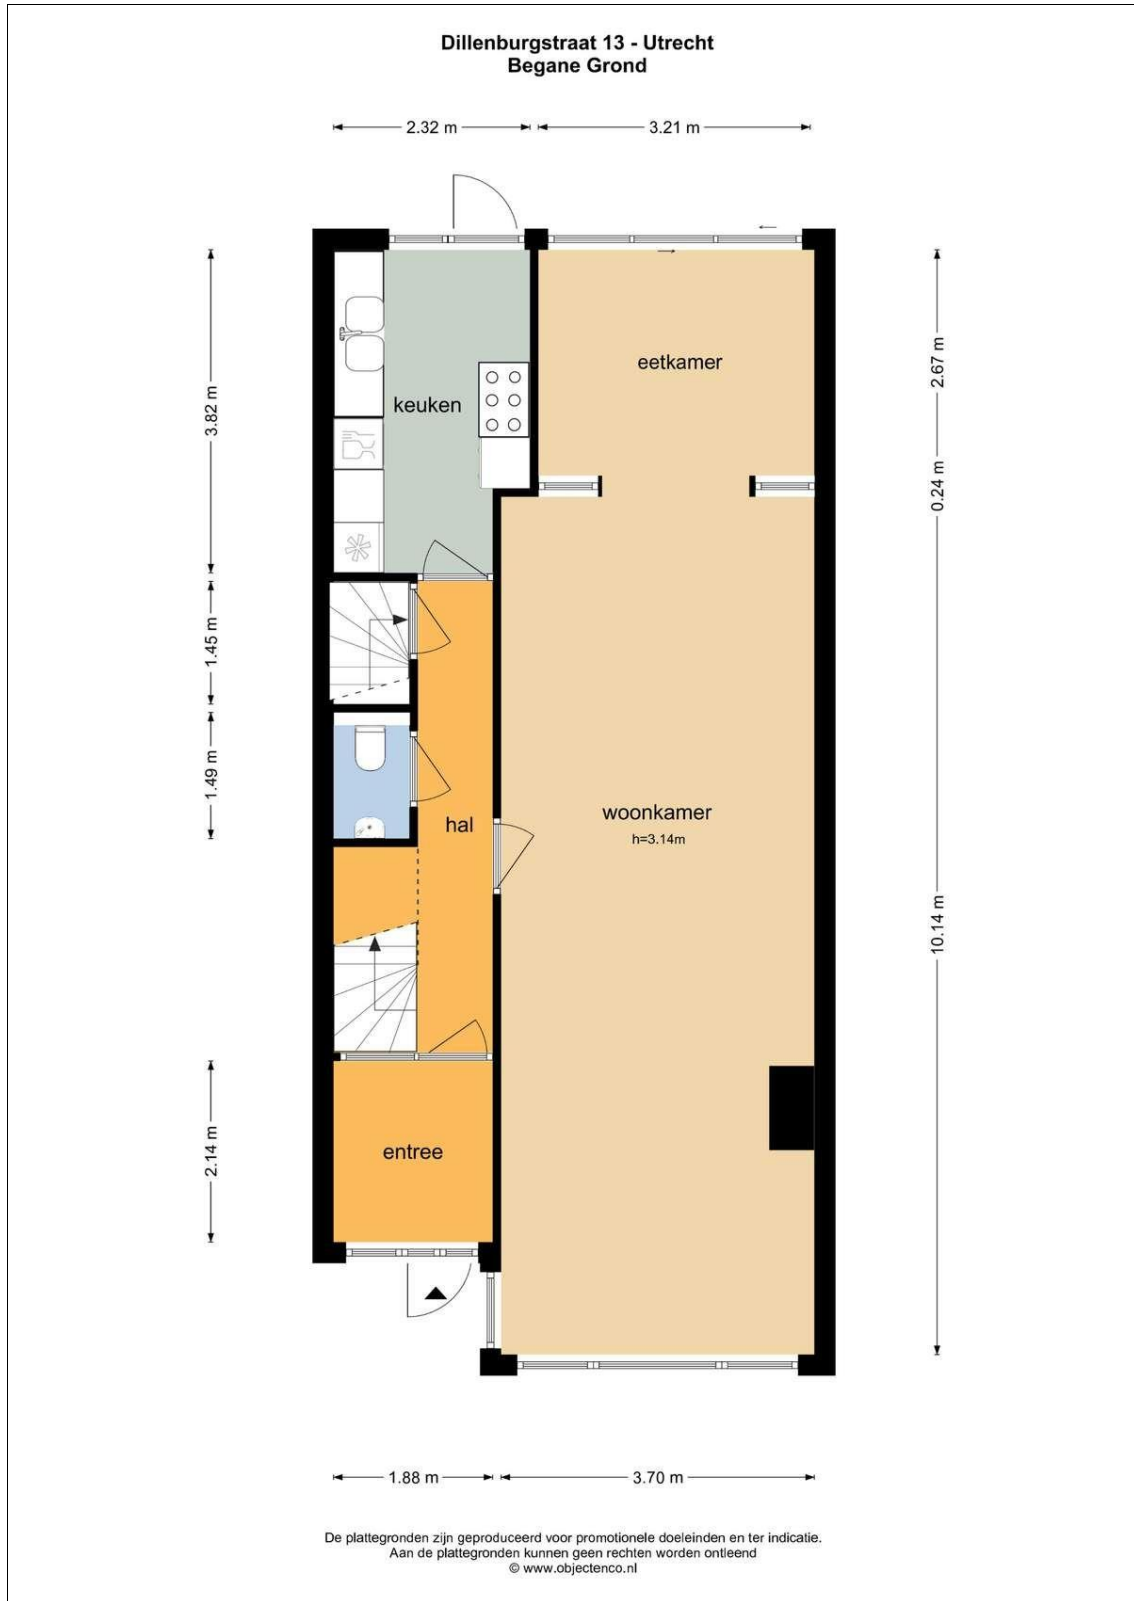 Dillenburgstraat 13 - Utrecht
Begane Grond
2.32 m
3.21 m
eetkamer
keuken
3.82 m
2.67 m
0.24 m
1.45 m
1.49 m
hal
woonkamer
h=3.14m
10.14 m
entree
2.14 m
1.88 m
3.70 m
De plattegronden zijn geproduceerd voor promotionele doeleinden en ter indicatie.
Aan de plattegronden kunnen geen rechten worden ontleend
© www.objectenco.nl